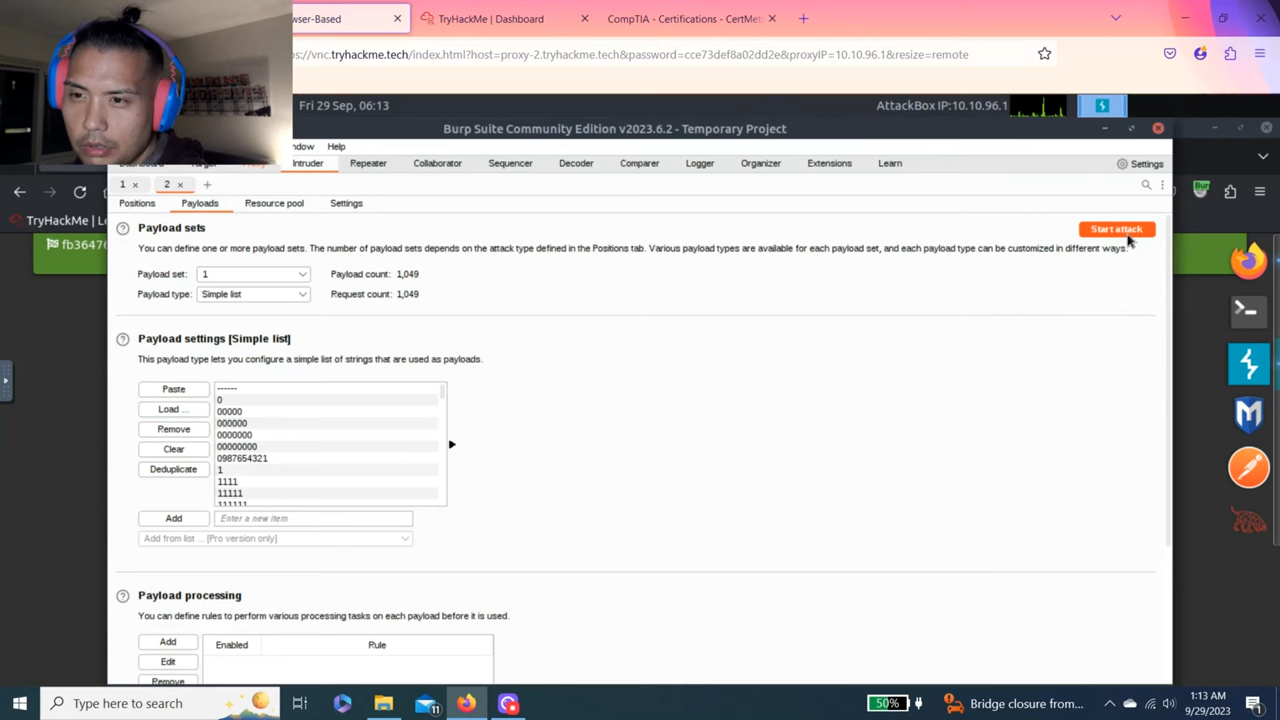 wser-Based
TryHackMe | Dashboard
CompTIA - Certifications - CertMet
ps://vnc.tryhackme.tech/index.html?host=proxy-2.tryhackme.tech&password=cce73def8a02dd2e&proxyIP=10.10.96.1&resize=remote
Fri 29 Sep, 06:13
AttackBox IP:10.10.96.1
Burp Suite Community Edition v2023.6.2 - Temporary Project
ndow Help
Intruder Repeater Collaborator Sequencer Decoder Comparer Logger Organizer Extensions Learn
Settings
1 × 2 × +
Positions Payloads Resource pool Settings
TryHackMe | Le
fb3647
Payload sets
Start attack
You can define one or more payload sets. The number of payload sets depends on the attack type defined in the Positions tab. Various payload types are available for each payload set, and each payload type can be customized in different ways.
Payload set: 1 Payload count: 1,049
Payload type: Simple list Request count: 1,049
Payload settings [Simple list]
This payload type lets you configure a simple list of strings that are used as payloads.
Paste
Load ...
Remove
Clear
Deduplicate
------
0
00000
000000
0000000
00000000
0987654321
1
1111
11111
111111
Add Enter a new item
Add from list ... [Pro version only]
Payload processing
You can define rules to perform various processing tasks on each payload before it is used.
Add
Edit
Remove
Enabled Rule
Type here to search
11
50%
Bridge closure from...
1:13 AM
9/29/2023
1